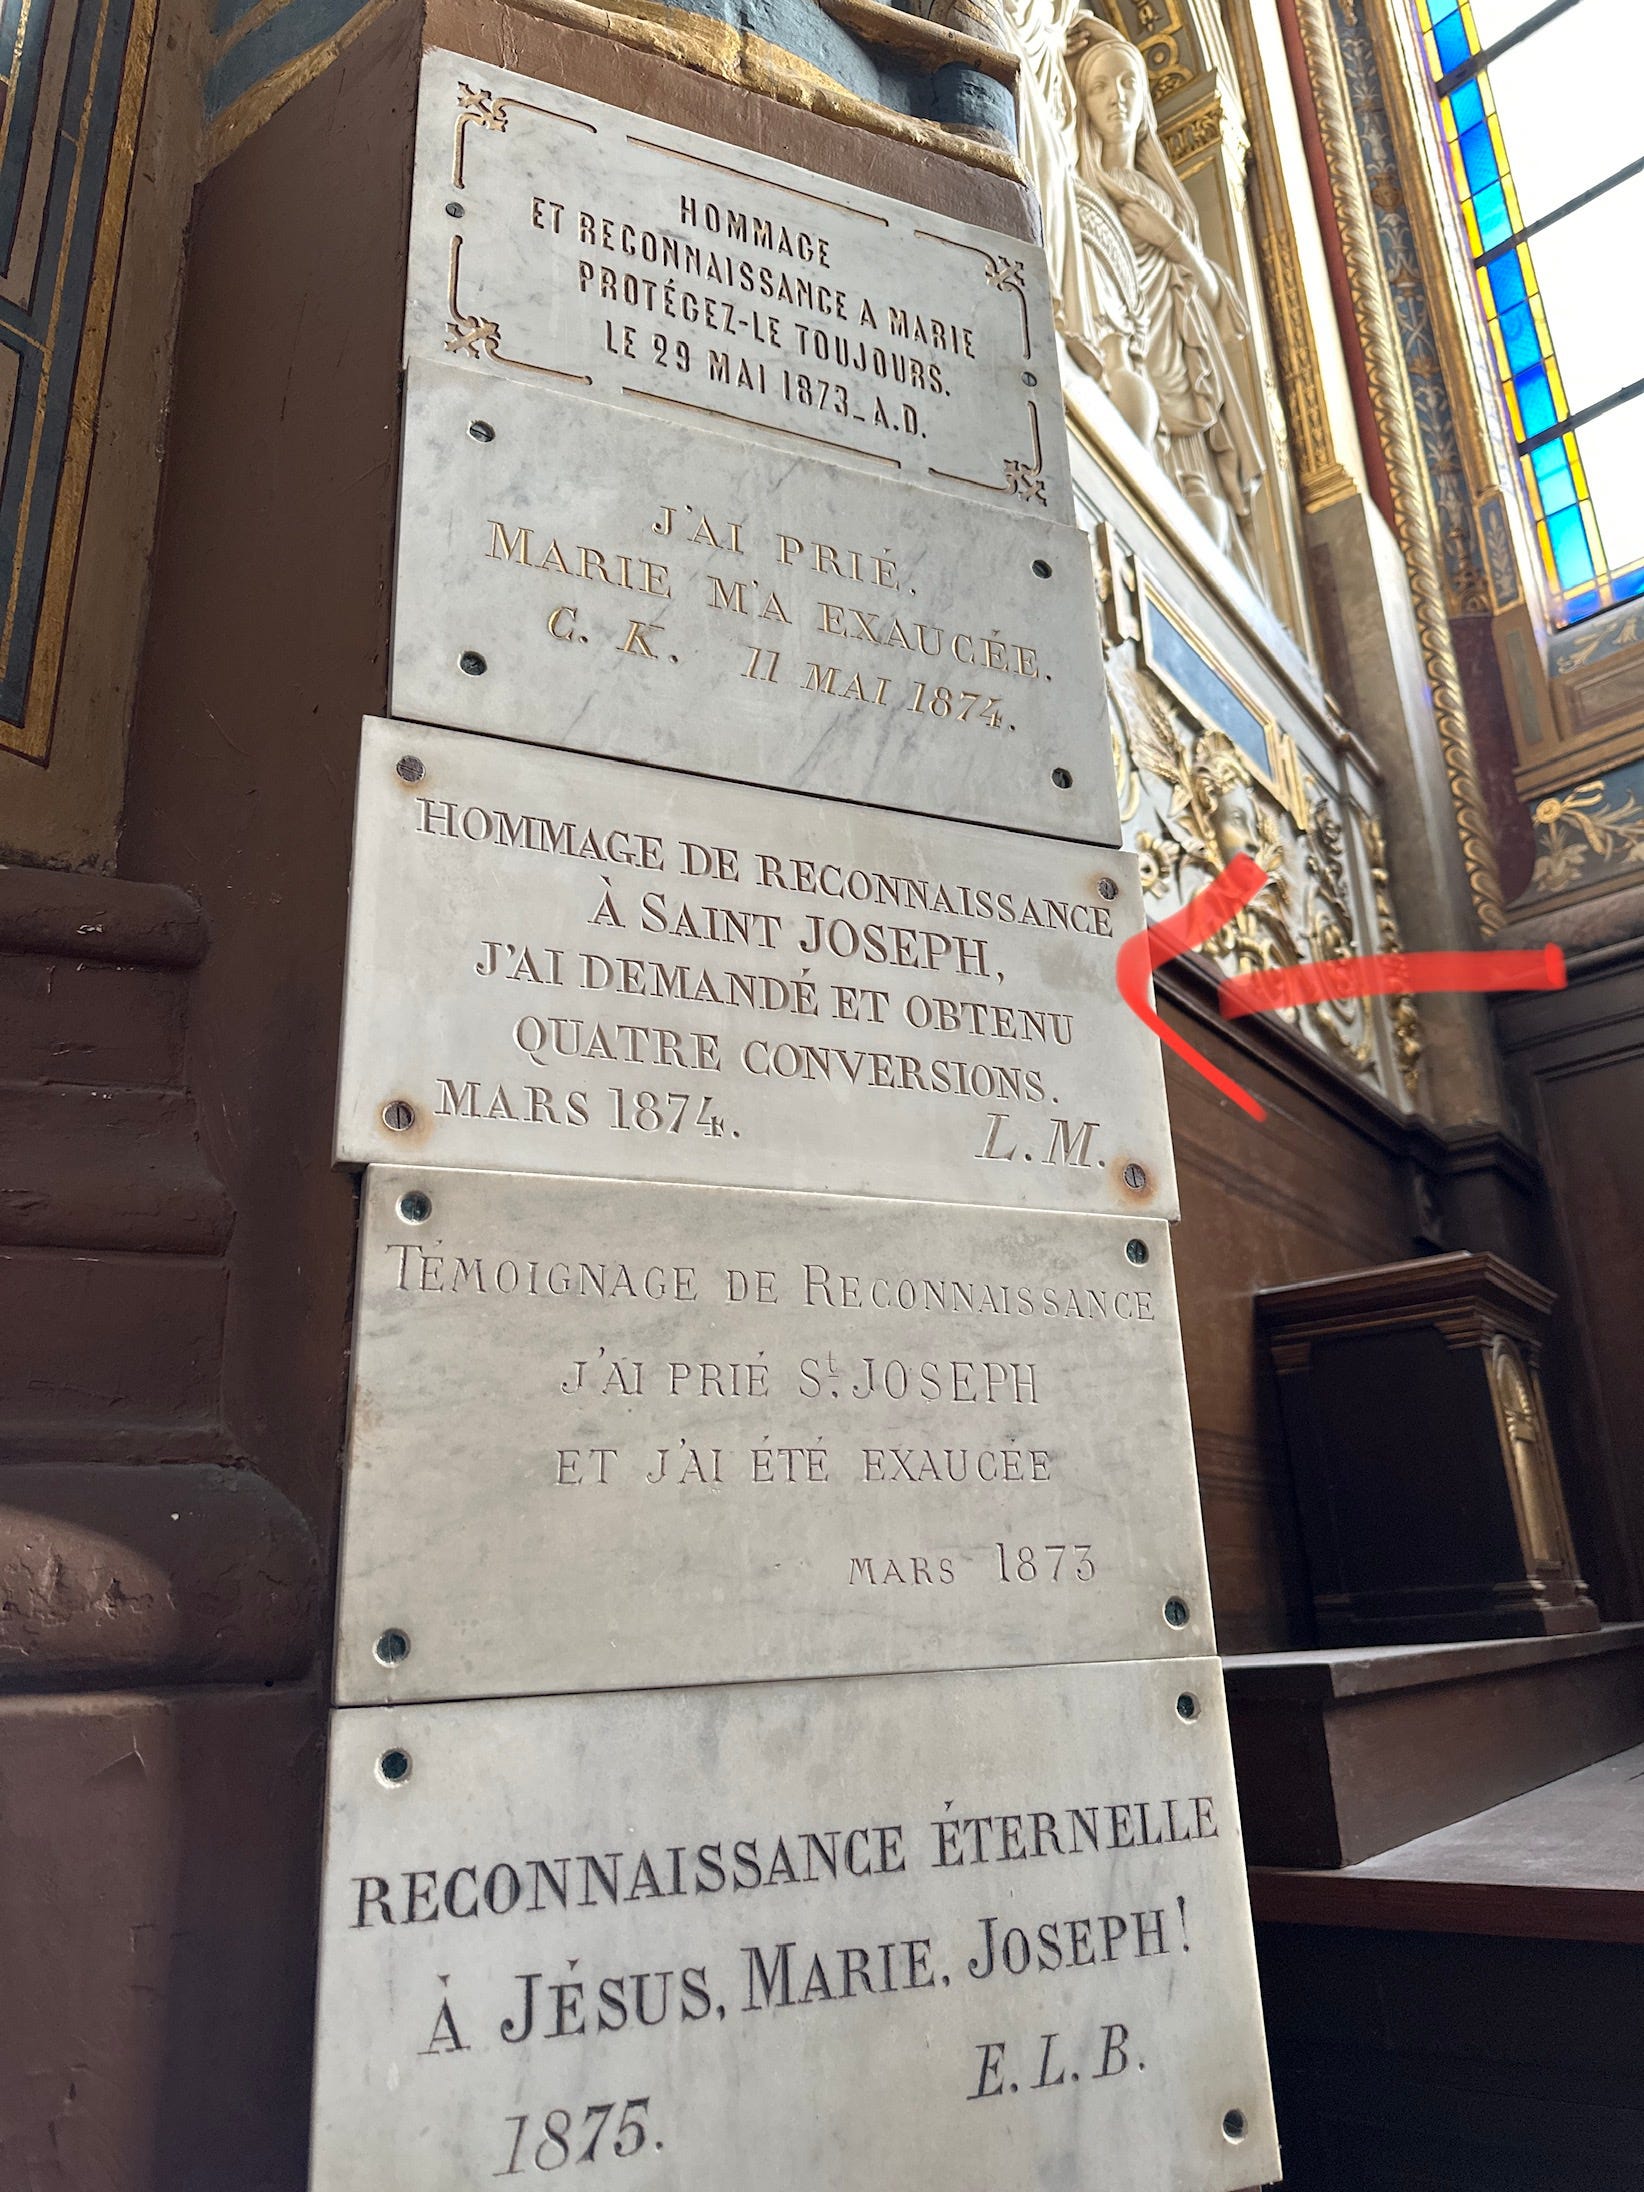 HOMMAGE
ET RECONNAISSANCE A MARIE
PROTÉGEZ-LE TOUJOURS.
LE 29 MAI 1873_A.D.
J'AI PRIÉ.
MARIE M'A EXAUCÉE.
C. K. 11 MAI 1874.
HOMMAGE DE RECONNAISSANCE
À SAINT JOSEPH,
J'AI DEMANDÉ ET OBTENU
QUATRE CONVERSIONS.
MARS 1874. L.M.
TÉMOIGNAGE DE RECONNAISSANCE
J'AI PRIÉ St. JOSEPH
ET J'AI ÉTÉ EXAUCÉE
MARS 1873
RECONNAISSANCE ÉTERNELLE
À JÉSUS, MARIE, JOSEPH!
E.L.B.
1875.